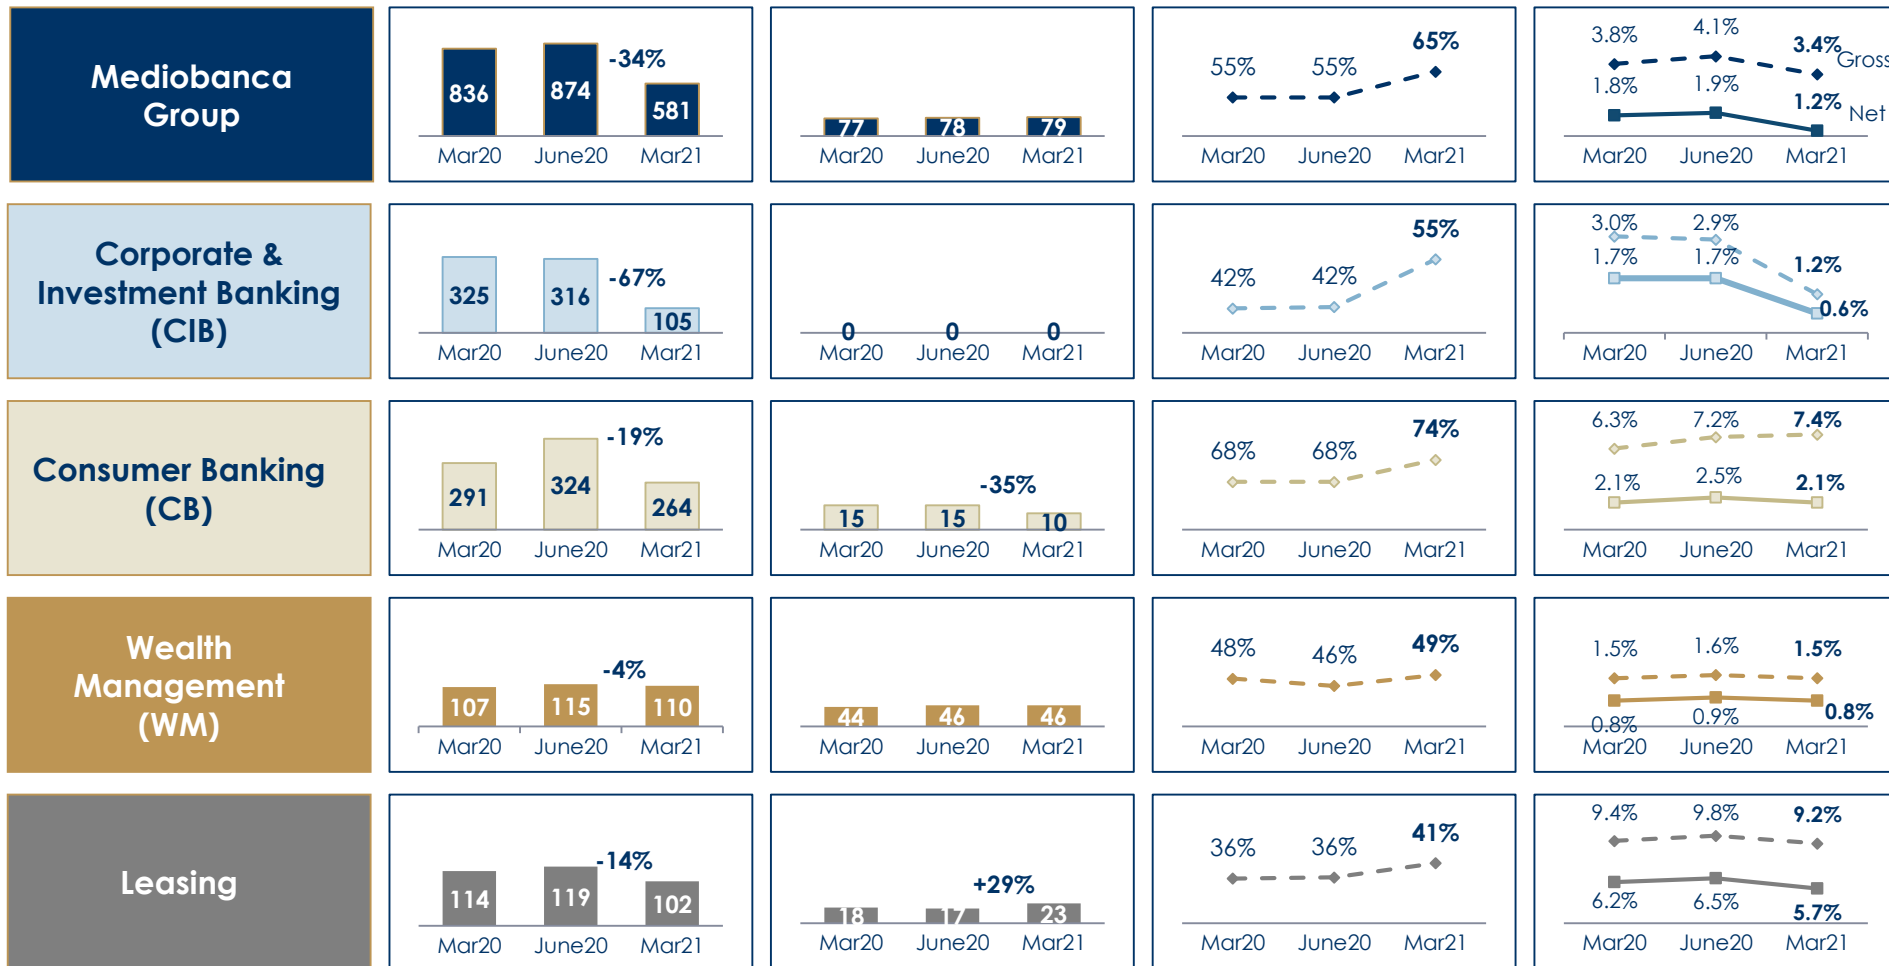 Mediobanca
Group
836
874
581
-34%
Mar20 June20 Mar21
77
78
79
Mar20 June20 Mar21
55%
55%
65%
Mar20 June20 Mar21
3.8%
4.1%
3.4%
Gross
1.8%
1.9%
1.2%
Net
Mar20 June20 Mar21
Corporate &
Investment Banking
(CIB)
325
316
105
-67%
Mar20 June20 Mar21
0
0
0
Mar20 June20 Mar21
42%
42%
55%
Mar20 June20 Mar21
3.0%
2.9%
1.2%
1.7%
1.7%
0.6%
Mar20 June20 Mar21
Consumer Banking
(CB)
291
324
264
-19%
Mar20 June20 Mar21
15
15
10
-35%
Mar20 June20 Mar21
68%
68%
74%
Mar20 June20 Mar21
6.3%
7.2%
7.4%
2.1%
2.5%
2.1%
Mar20 June20 Mar21
Wealth
Management
(WM)
107
115
110
-4%
Mar20 June20 Mar21
44
46
46
Mar20 June20 Mar21
48%
46%
49%
Mar20 June20 Mar21
1.5%
1.6%
1.5%
0.8%
0.9%
0.8%
Mar20 June20 Mar21
Leasing
114
119
102
-14%
Mar20 June20 Mar21
18
17
23
+29%
Mar20 June20 Mar21
36%
36%
41%
Mar20 June20 Mar21
9.4%
9.8%
9.2%
6.2%
6.5%
5.7%
Mar20 June20 Mar21